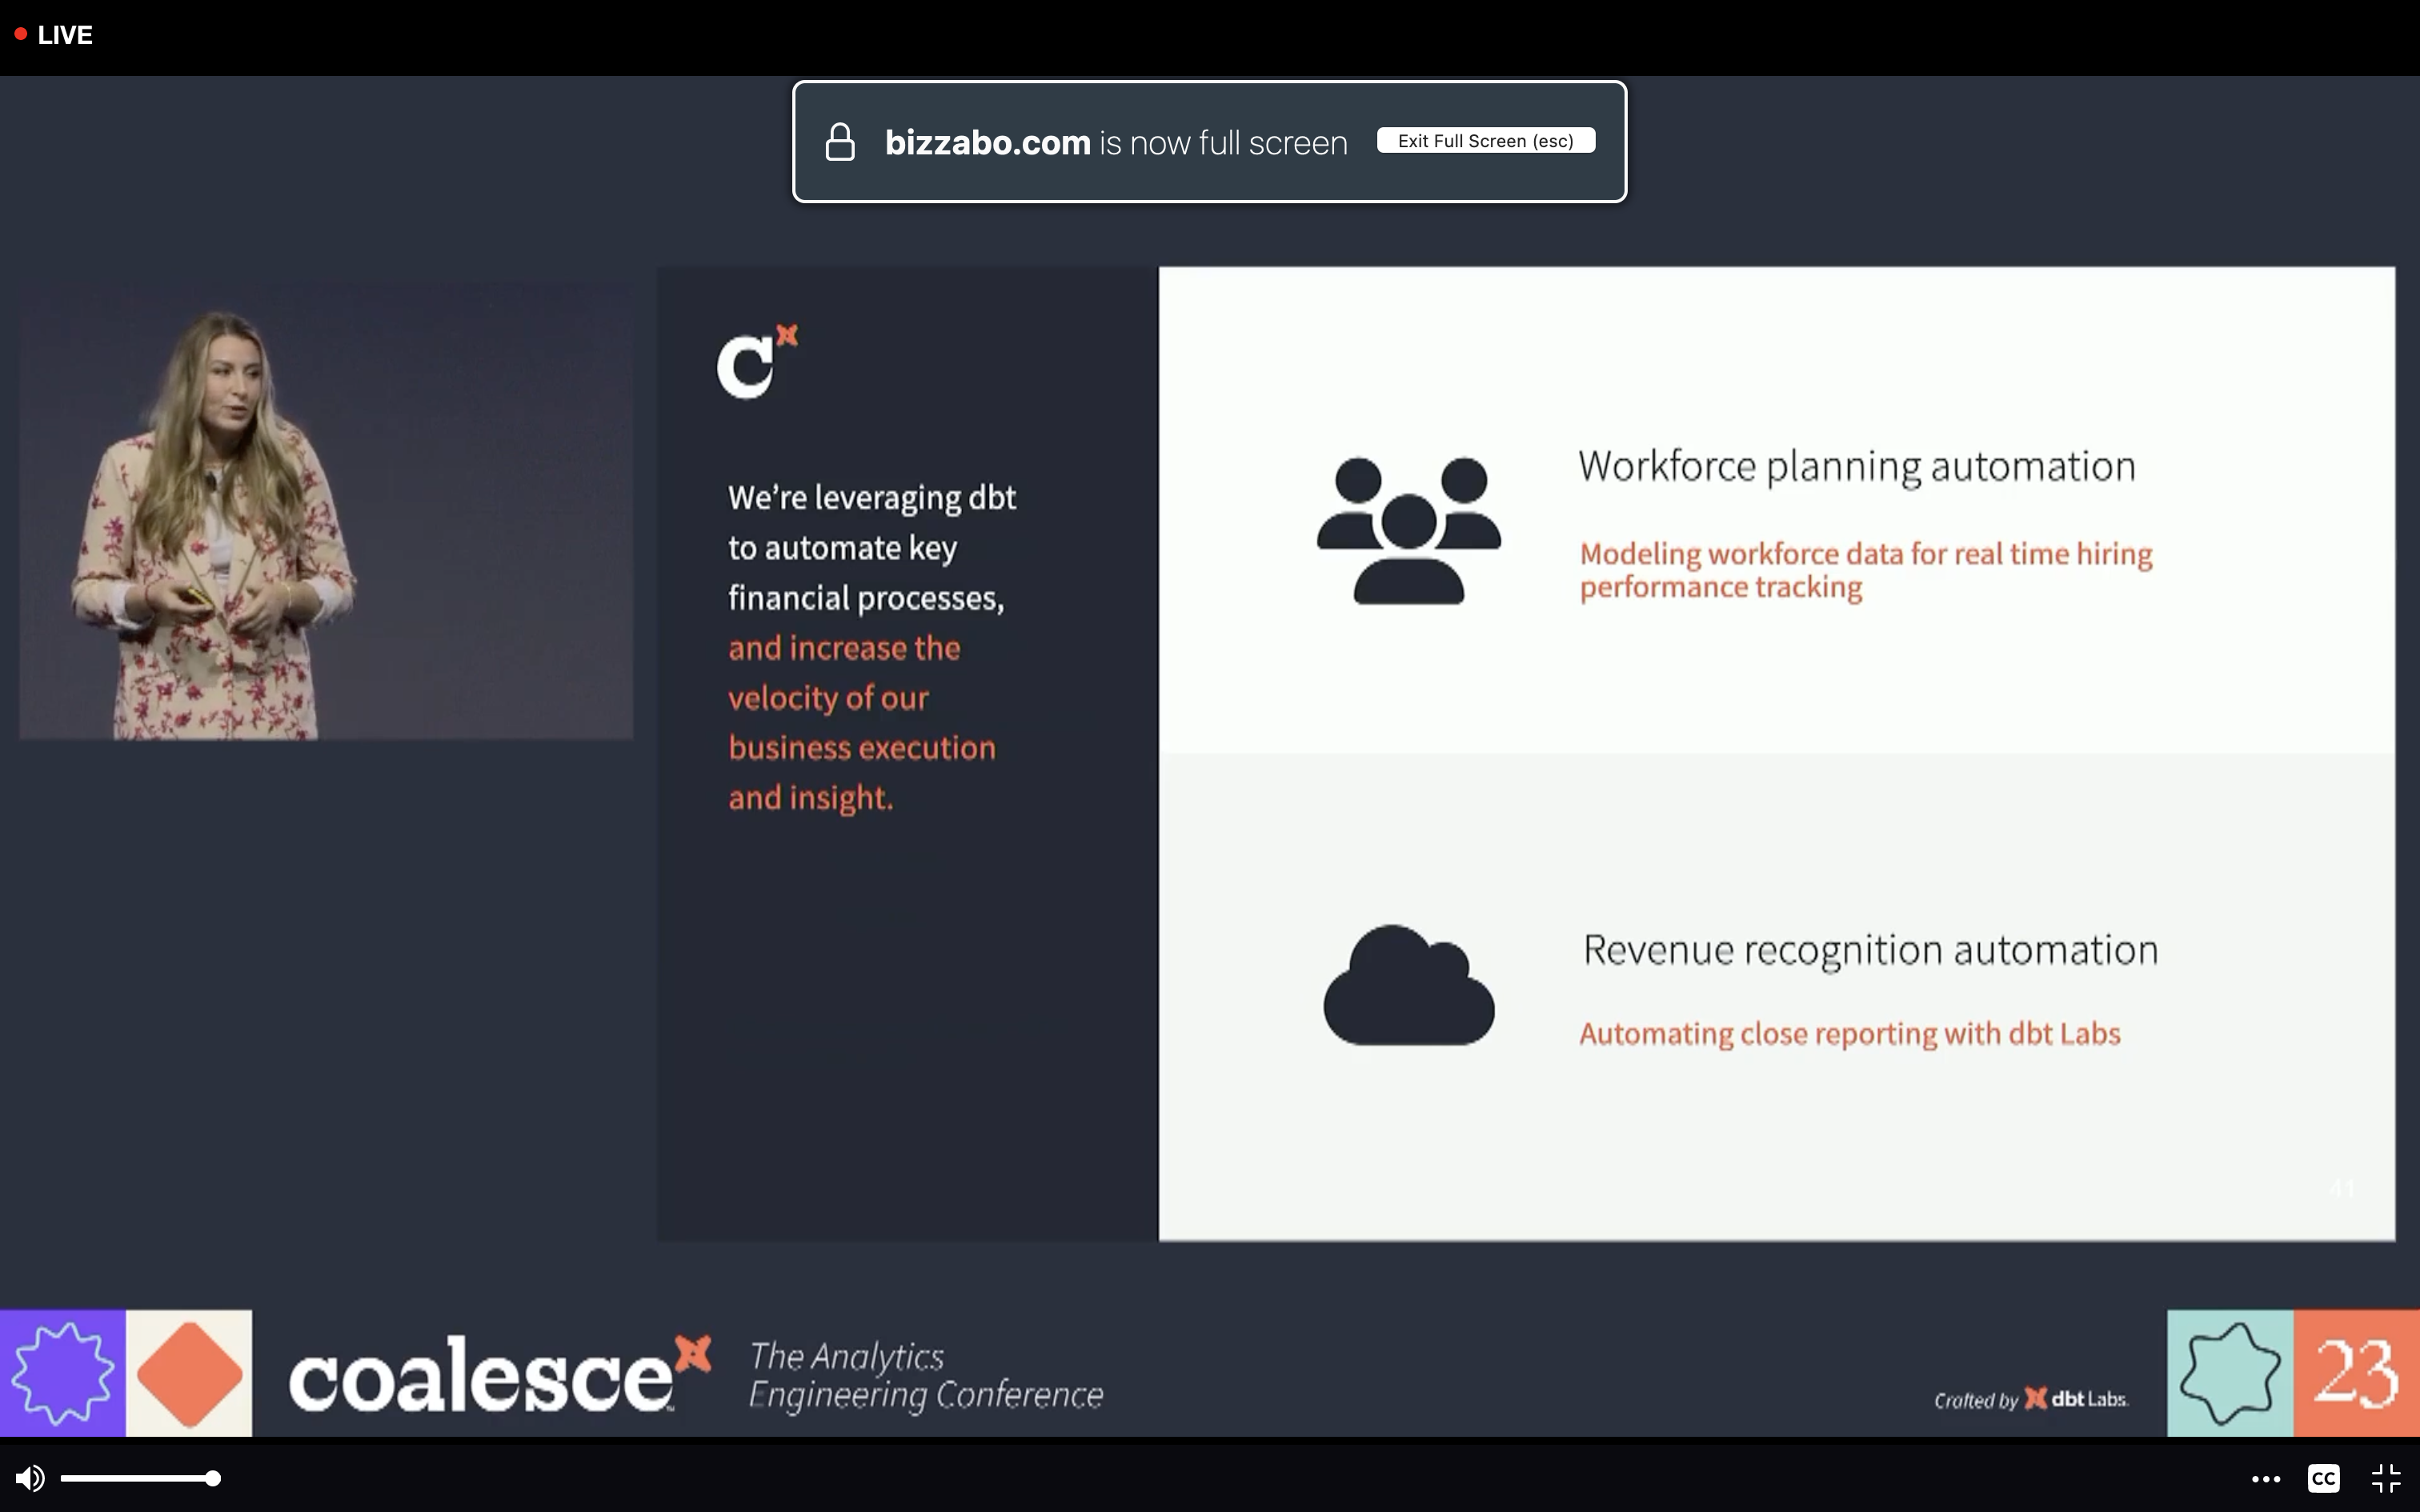 LIVE
bizzabo.com is now full screen
Exit Full Screen (esc)
C
We’re leveraging dbt
to automate key
financial processes,
and increase the
velocity of our
business execution
and insight.
Workforce planning automation
Modeling workforce data for real time hiring
performance tracking
Revenue recognition automation
Automating close reporting with dbt Labs
41
coalesce
The Analytics
Engineering Conference
Crafted by dbt Labs.
23
CC